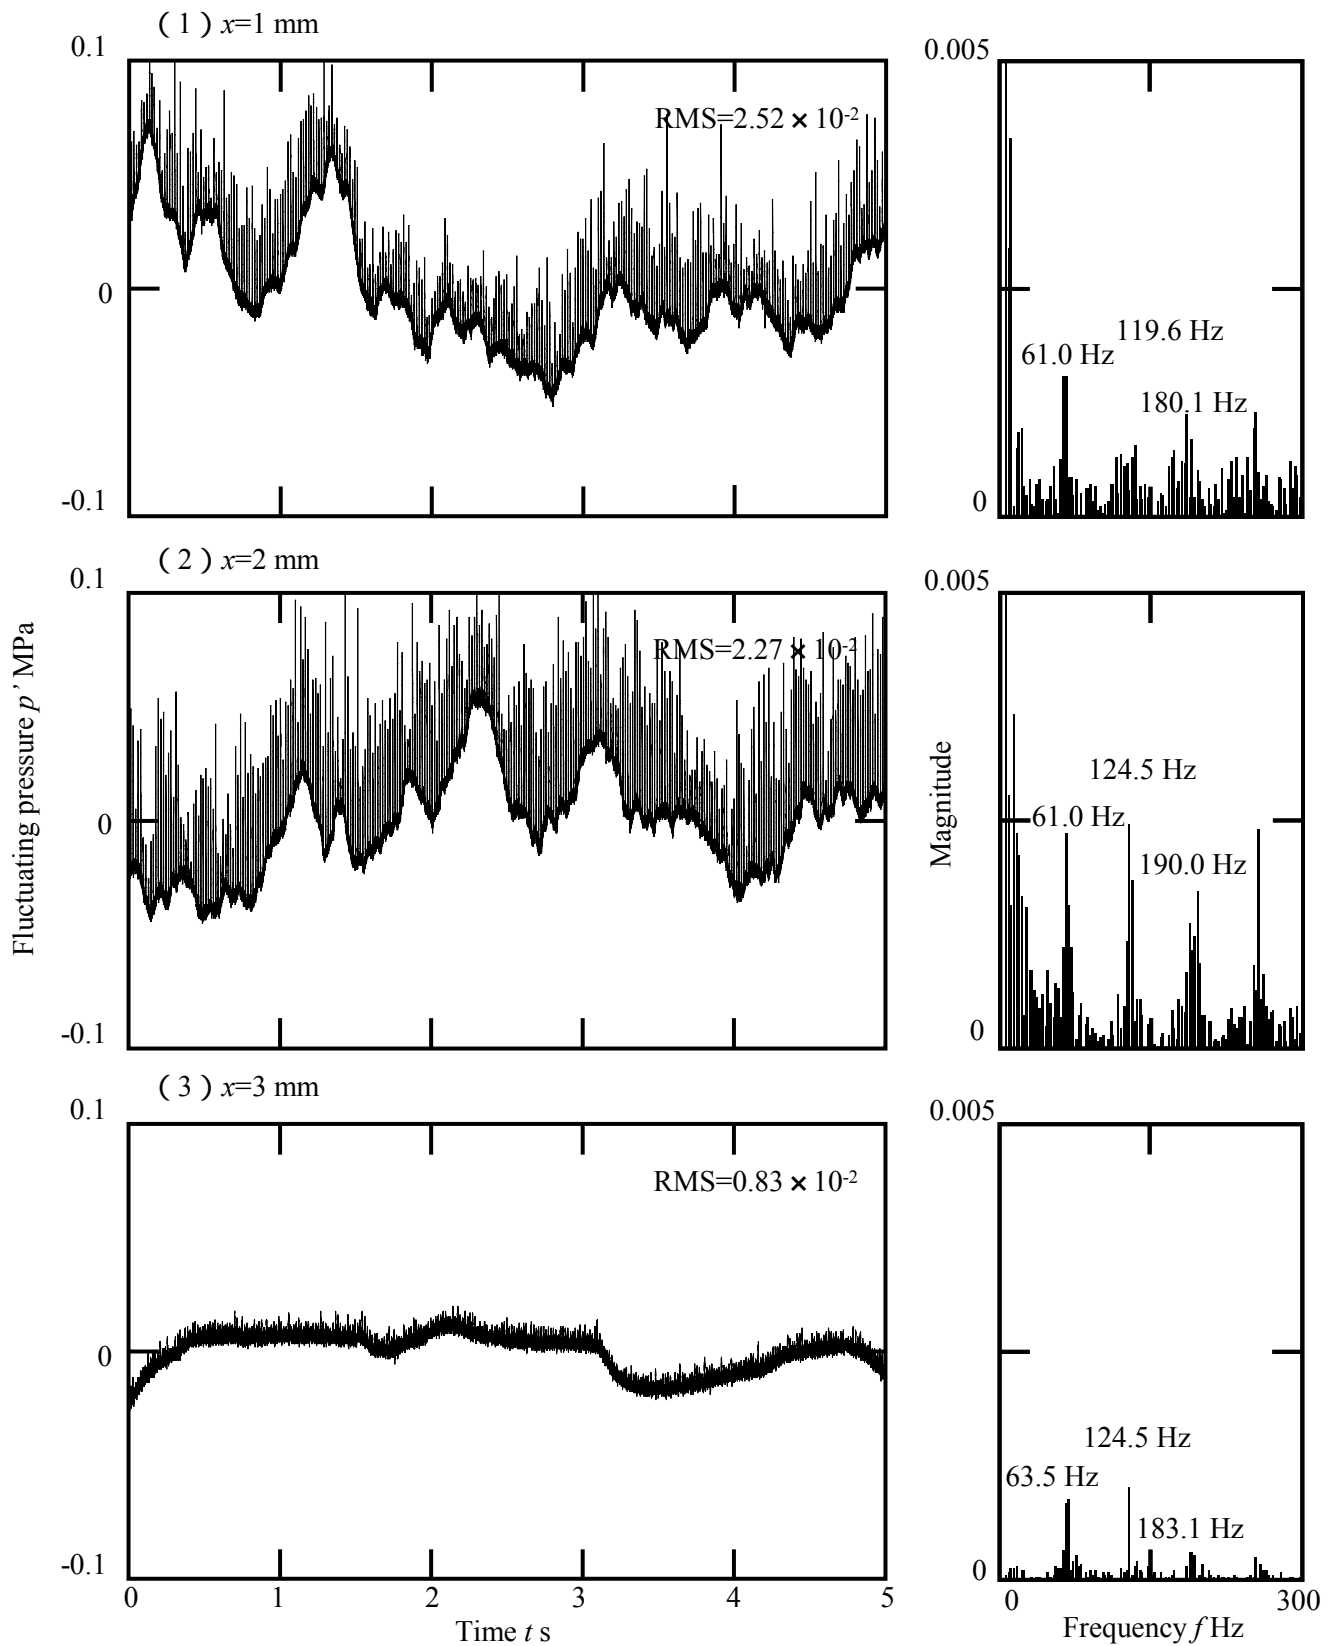 (1) x=1 mm
0.1
0
-0.1
RMS=2.52 × 10-2
0.005
0
61.0 Hz
119.6 Hz
180.1 Hz
(2) x=2 mm
0.1
0
-0.1
RMS=2.27 × 10-2
0.005
0
61.0 Hz
124.5 Hz
190.0 Hz
Fluctuating pressure p' MPa
Magnitude
(3) x=3 mm
0.1
0
-0.1
RMS=0.83 × 10-2
0.005
0
63.5 Hz
124.5 Hz
183.1 Hz
0 1 2 3 4 5
Time t s
0 300
Frequency f Hz